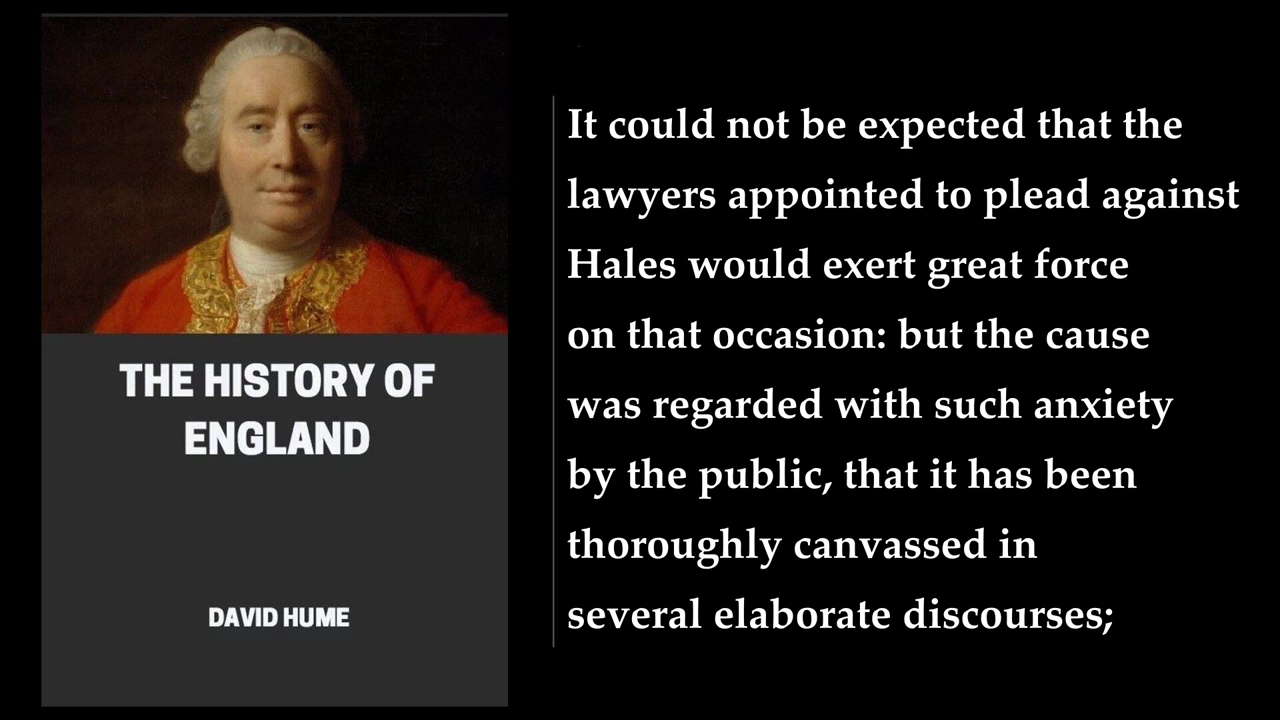 THE HISTORY OF
ENGLAND
DAVID HUME
It could not be expected that the
lawyers appointed to plead against
Hales would exert great force
on that occasion: but the cause
was regarded with such anxiety
by the public, that it has been
thoroughly canvassed in
several elaborate discourses;